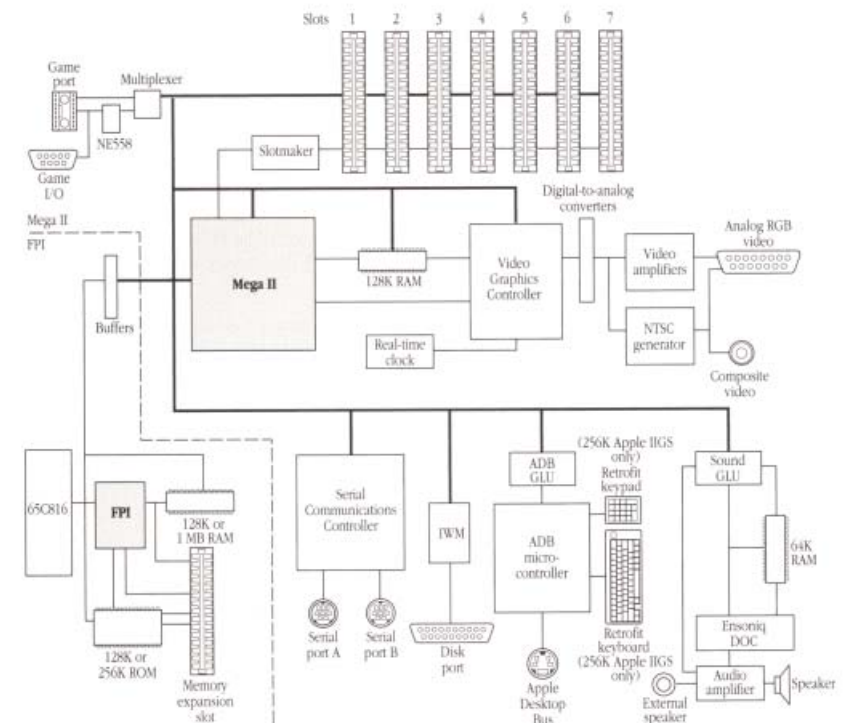 Slots 1 2 3 4 5 6 7
Game
port
Multiplexer
NE558
Game
I/O
Slotmaker
Mega II
FPI
Digital-to-analog
converters
Analog RGB
video
Mega II
128K RAM
Video
Graphics
Controller
Video
amplifiers
Buffers
Real-time
clock
NTSC
generator
Composite
video
65C816
FPI
128K or
1 MB RAM
128K or
256K ROM
Memory
expansion
slot
Serial
Communications
Controller
Serial
port A
Serial
port B
IWM
Disk
port
ADB
GLU
(256K Apple IIGS
only)
Retrofit
keypad
ADB
micro-
controller
Retrofit
keyboard
(256K Apple IIGS
only)
Apple
Desktop
Bus
Sound
GLU
64K
RAM
Ensoniq
DOC
Audio
amplifier
Speaker
External
speaker